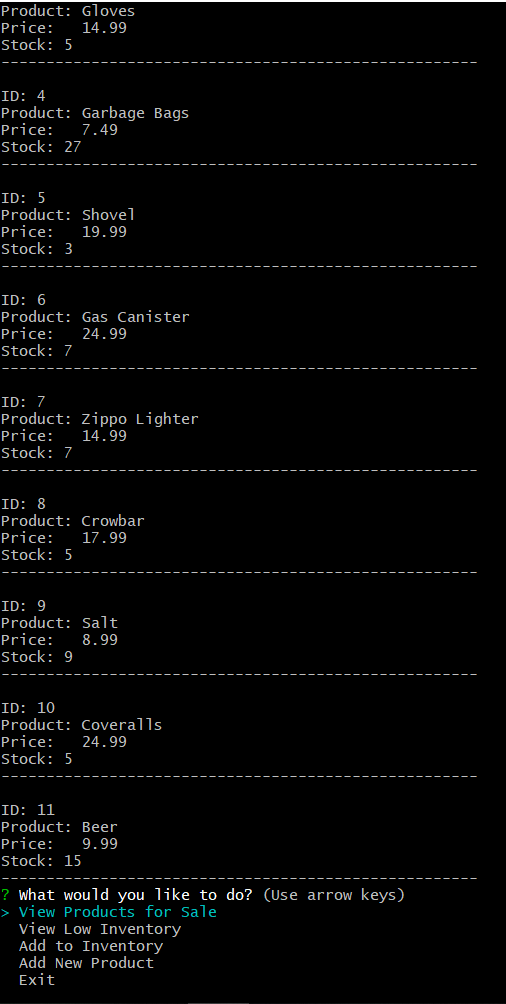 Product: Gloves
Price:   14.99
Stock: 5
-----------------------------------------------------
ID: 4
Product: Garbage Bags
Price:   7.49
Stock: 27
-----------------------------------------------------
ID: 5
Product: Shovel
Price:   19.99
Stock: 3
-----------------------------------------------------
ID: 6
Product: Gas Canister
Price:   24.99
Stock: 7
-----------------------------------------------------
ID: 7
Product: Zippo Lighter
Price:   14.99
Stock: 7
-----------------------------------------------------
ID: 8
Product: Crowbar
Price:   17.99
Stock: 5
-----------------------------------------------------
ID: 9
Product: Salt
Price:   8.99
Stock: 9
-----------------------------------------------------
ID: 10
Product: Coveralls
Price:   24.99
Stock: 5
-----------------------------------------------------
ID: 11
Product: Beer
Price:   9.99
Stock: 15
-----------------------------------------------------
? What would you like to do? (Use arrow keys)
> View Products for Sale
  View Low Inventory
  Add to Inventory
  Add New Product
  Exit